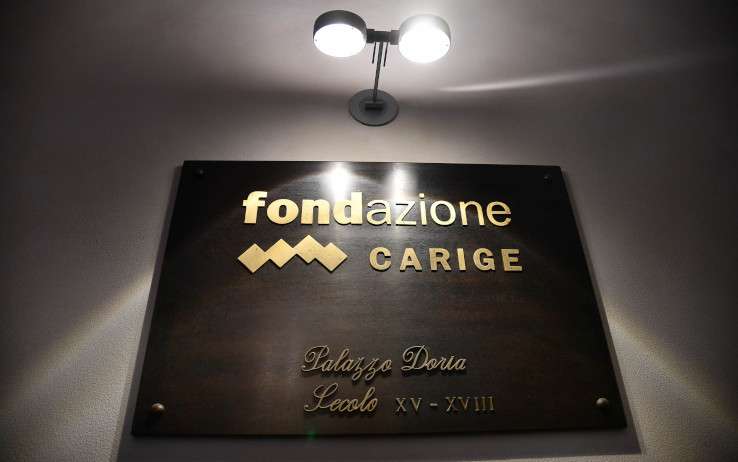 fondazione
CARIGE
Palazzo Doria
Secolo XV - XVIII